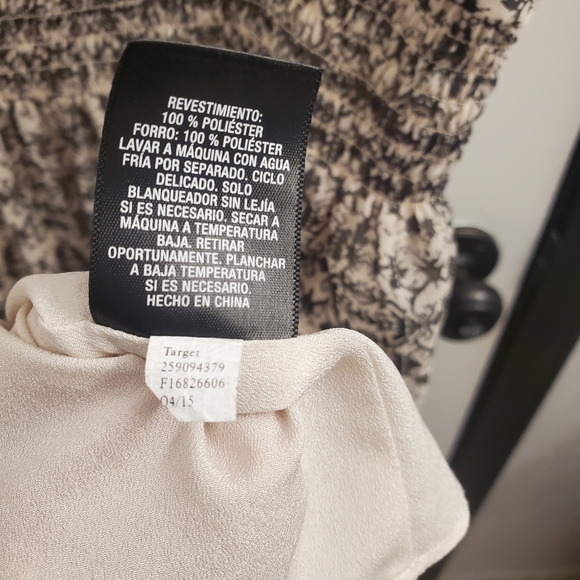 REVESTIMIENTO:
100 % POLIÉSTER
FORRO: 100 % POLIÉSTER
LAVAR A MÁQUINA CON AGUA
FRÍA POR SEPARADO. CICLO
DELICADO. SOLO
BLANQUEADOR SIN LEJÍA
SI ES NECESARIO. SECAR A
MÁQUINA A TEMPERATURA
BAJA. RETIRAR
OPORTUNAMENTE. PLANCHAR
A BAJA TEMPERATURA
SI ES NECESARIO.
HECHO EN CHINA
Target
259094379
F16826606
04/15